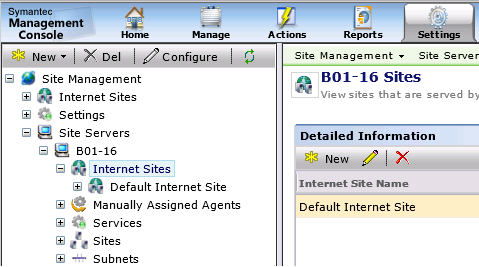 Symantec
Management
Console
Home
Manage
Actions
Reports
Settings
New
Del
Configure
Site Management
Internet Sites
Settings
Site Servers
B01-16
Internet Sites
Default Internet Site
Manually Assigned Agents
Services
Sites
Subnets
Site Management
Site Server
B01-16 Sites
View sites that are served by
Detailed Information
New
Internet Site Name
Default Internet Site